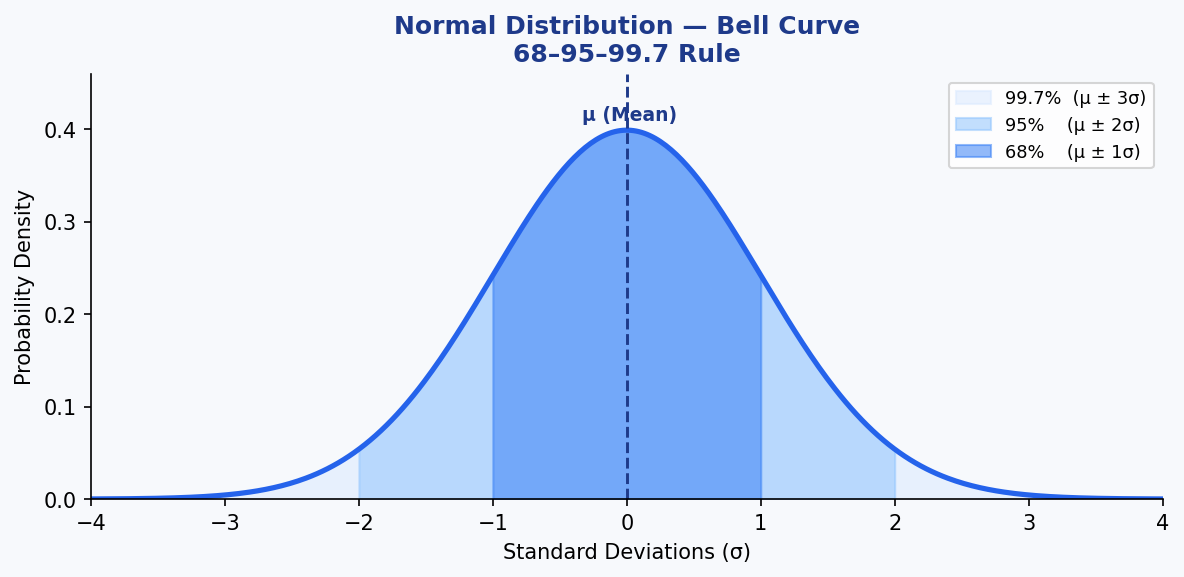 Normal Distribution — Bell Curve
68–95–99.7 Rule
μ (Mean)
99.7%  (μ ± 3σ)
95%    (μ ± 2σ)
68%    (μ ± 1σ)
Probability Density
0.4
0.3
0.2
0.1
0.0
−4 −3 −2 −1 0 1 2 3 4
Standard Deviations (σ)